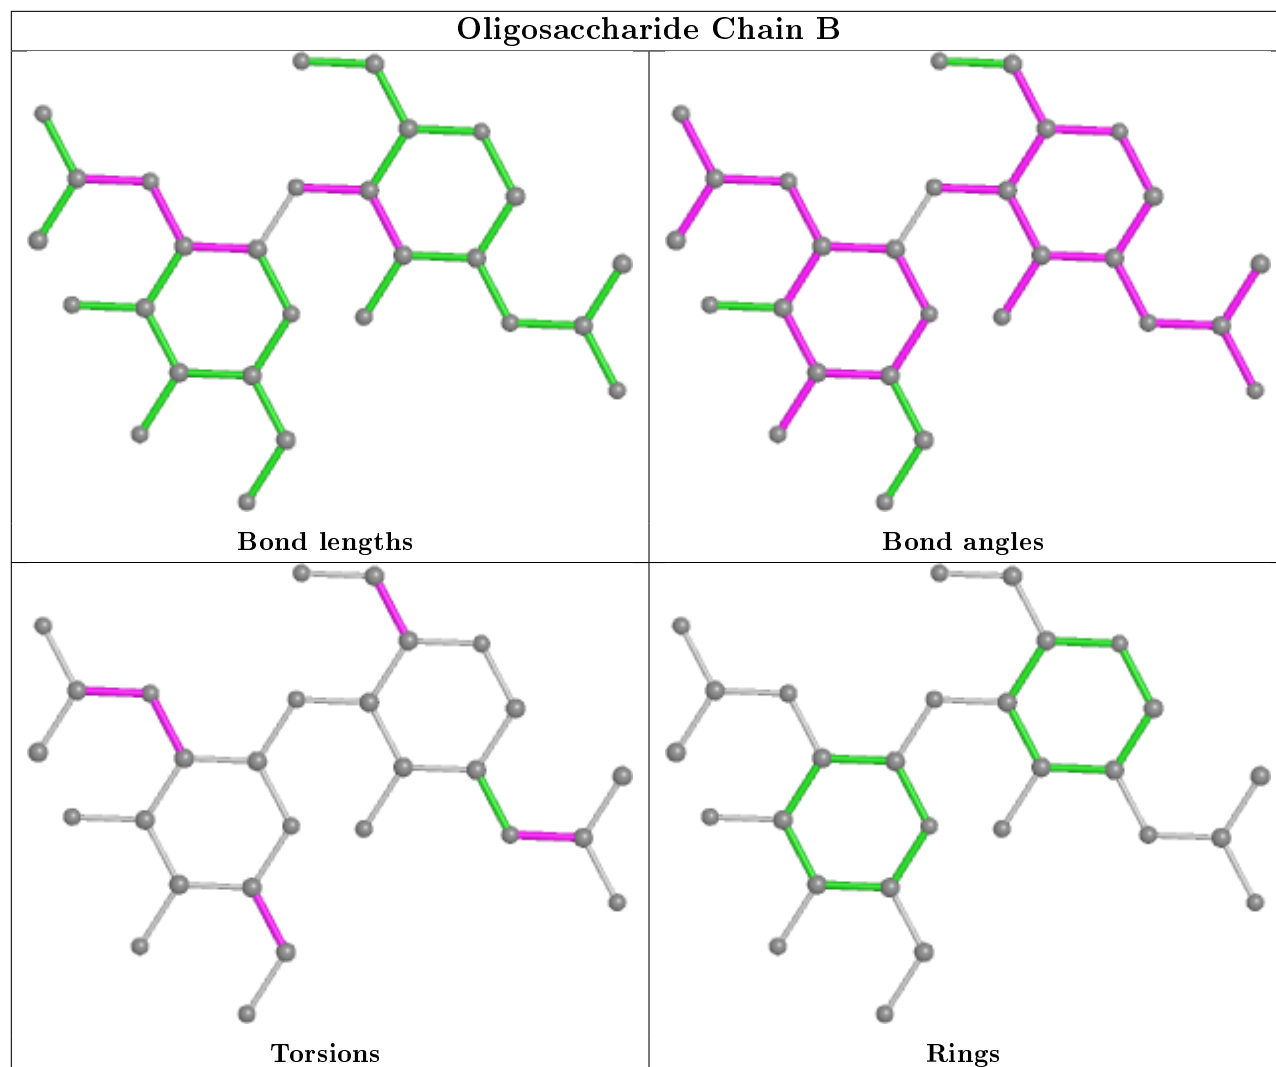 Oligosaccharide Chain B
Bond lengths
Bond angles
Torsions
Rings